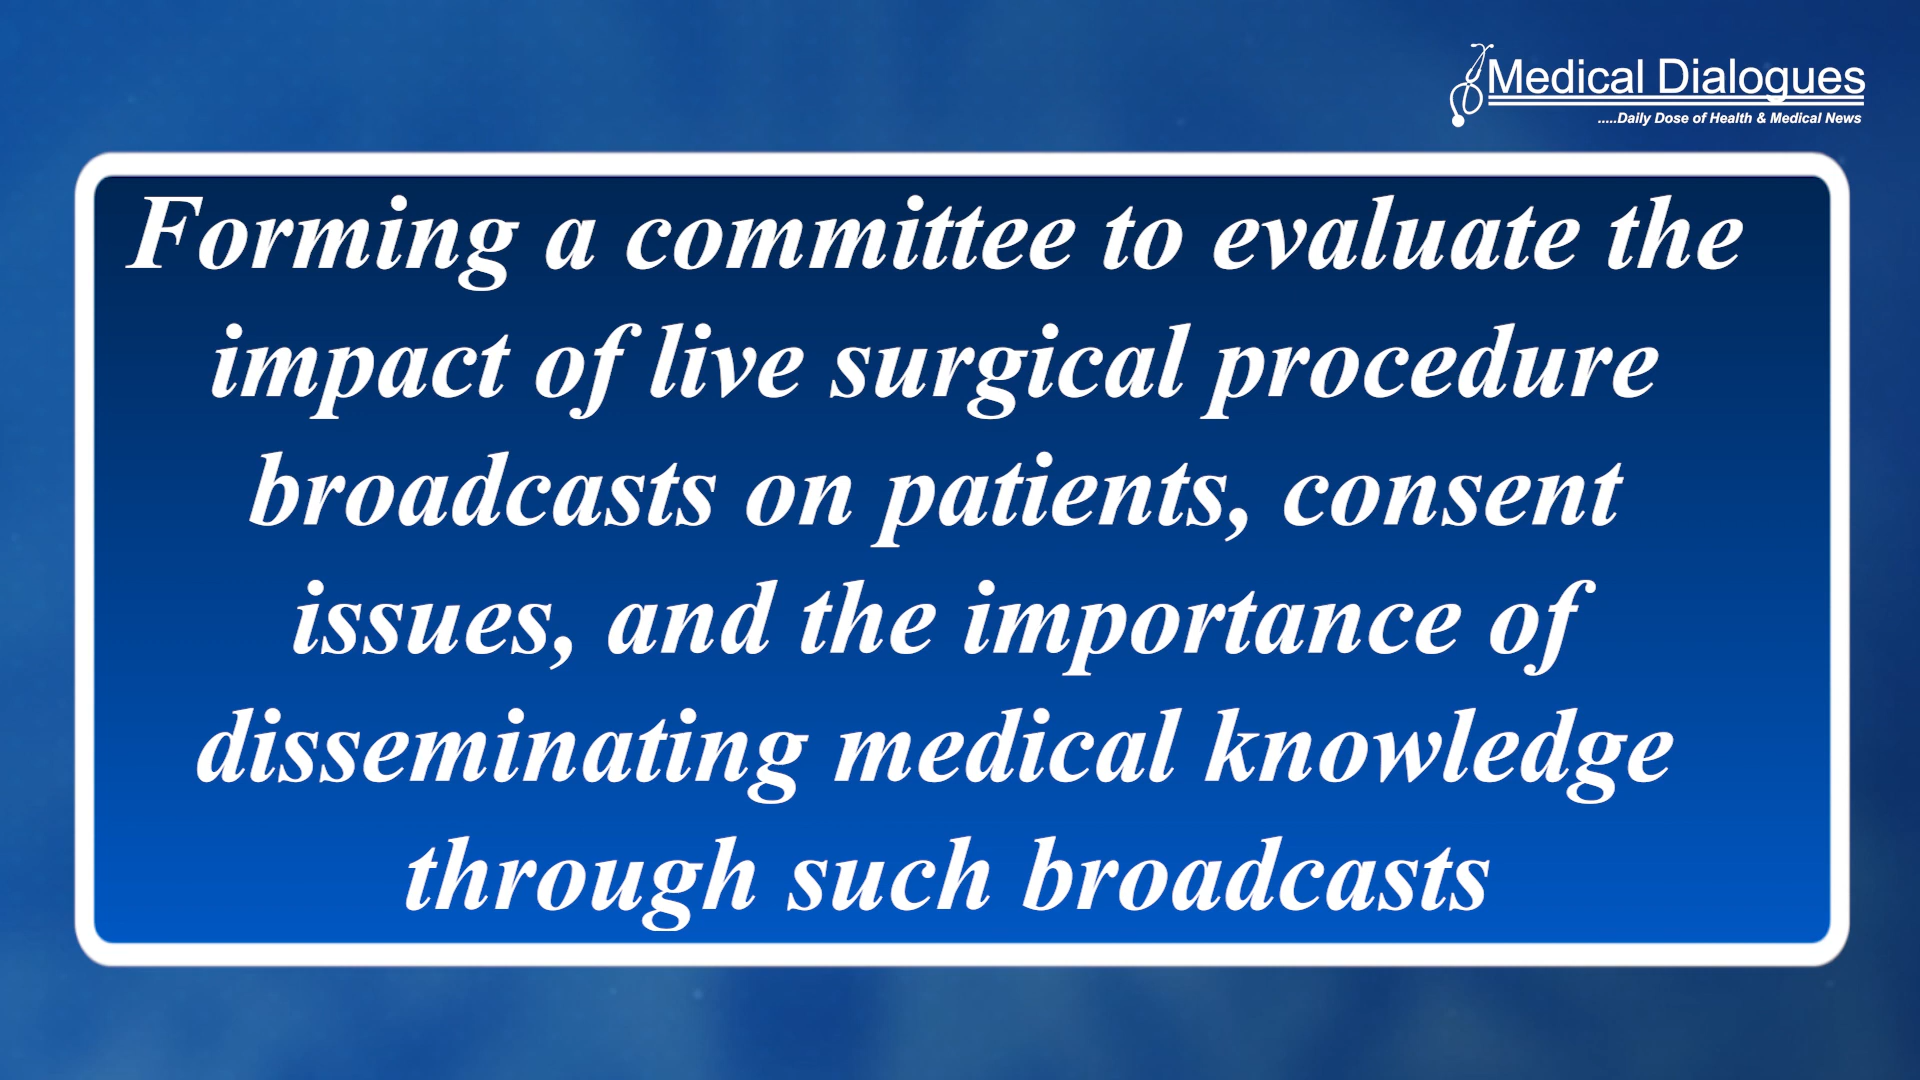 Medical Dialogues
.....Daily Dose of Health & Medical News
Forming a committee to evaluate the
impact of live surgical procedure
broadcasts on patients, consent
issues, and the importance of
disseminating medical knowledge
through such broadcasts